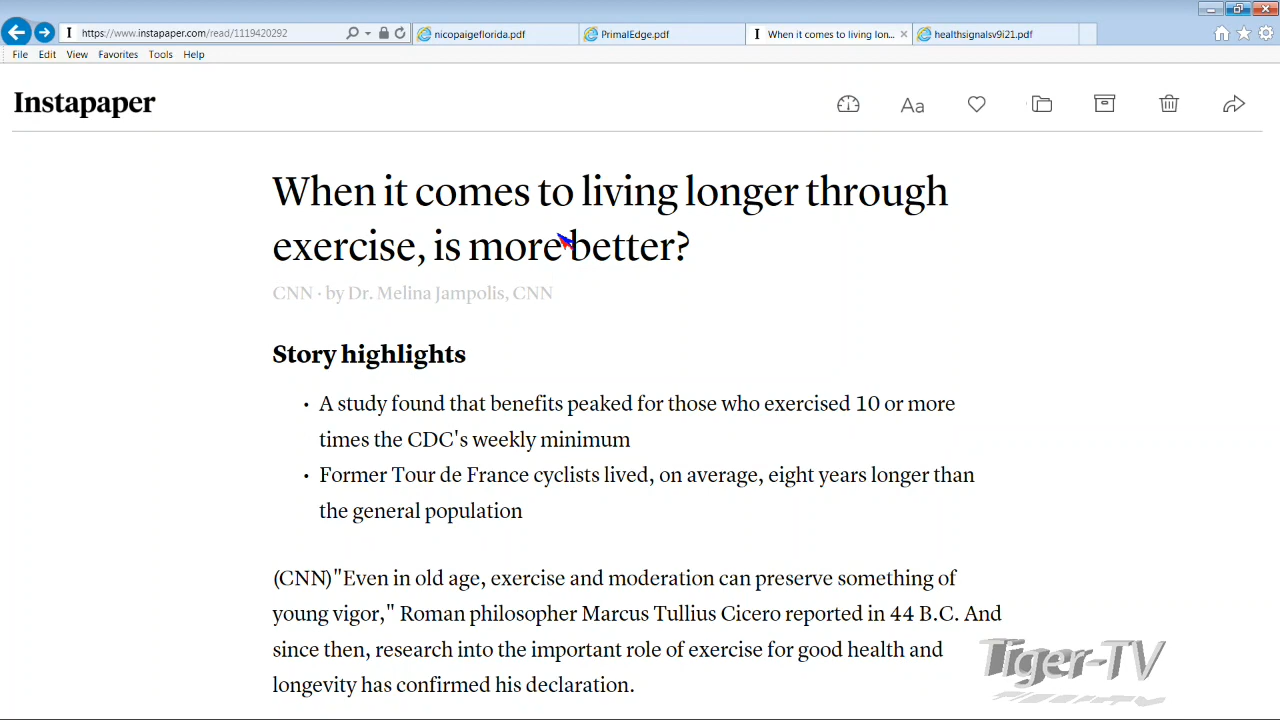 https://www.instapaper.com/read/1119420292
nicopaigeflorida.pdf
PrimalEdge.pdf
When it comes to living lon...
healthsignalsv9i21.pdf
File Edit View Favorites Tools Help
Instapaper
Aa
When it comes to living longer through
exercise, is more better?
CNN · by Dr. Melina Jampolis, CNN
Story highlights
• A study found that benefits peaked for those who exercised 10 or more
times the CDC's weekly minimum
• Former Tour de France cyclists lived, on average, eight years longer than
the general population
(CNN)"Even in old age, exercise and moderation can preserve something of
young vigor," Roman philosopher Marcus Tullius Cicero reported in 44 B.C. And
since then, research into the important role of exercise for good health and
longevity has confirmed his declaration.
Tiger-TV